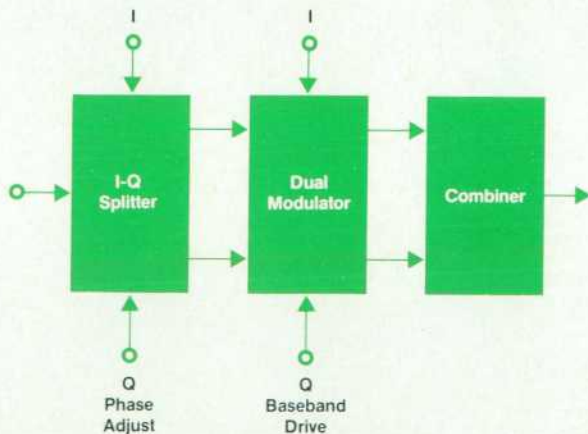 I
I
I-Q
Splitter
Dual
Modulator
Combiner
Q
Phase
Adjust
Q
Baseband
Drive